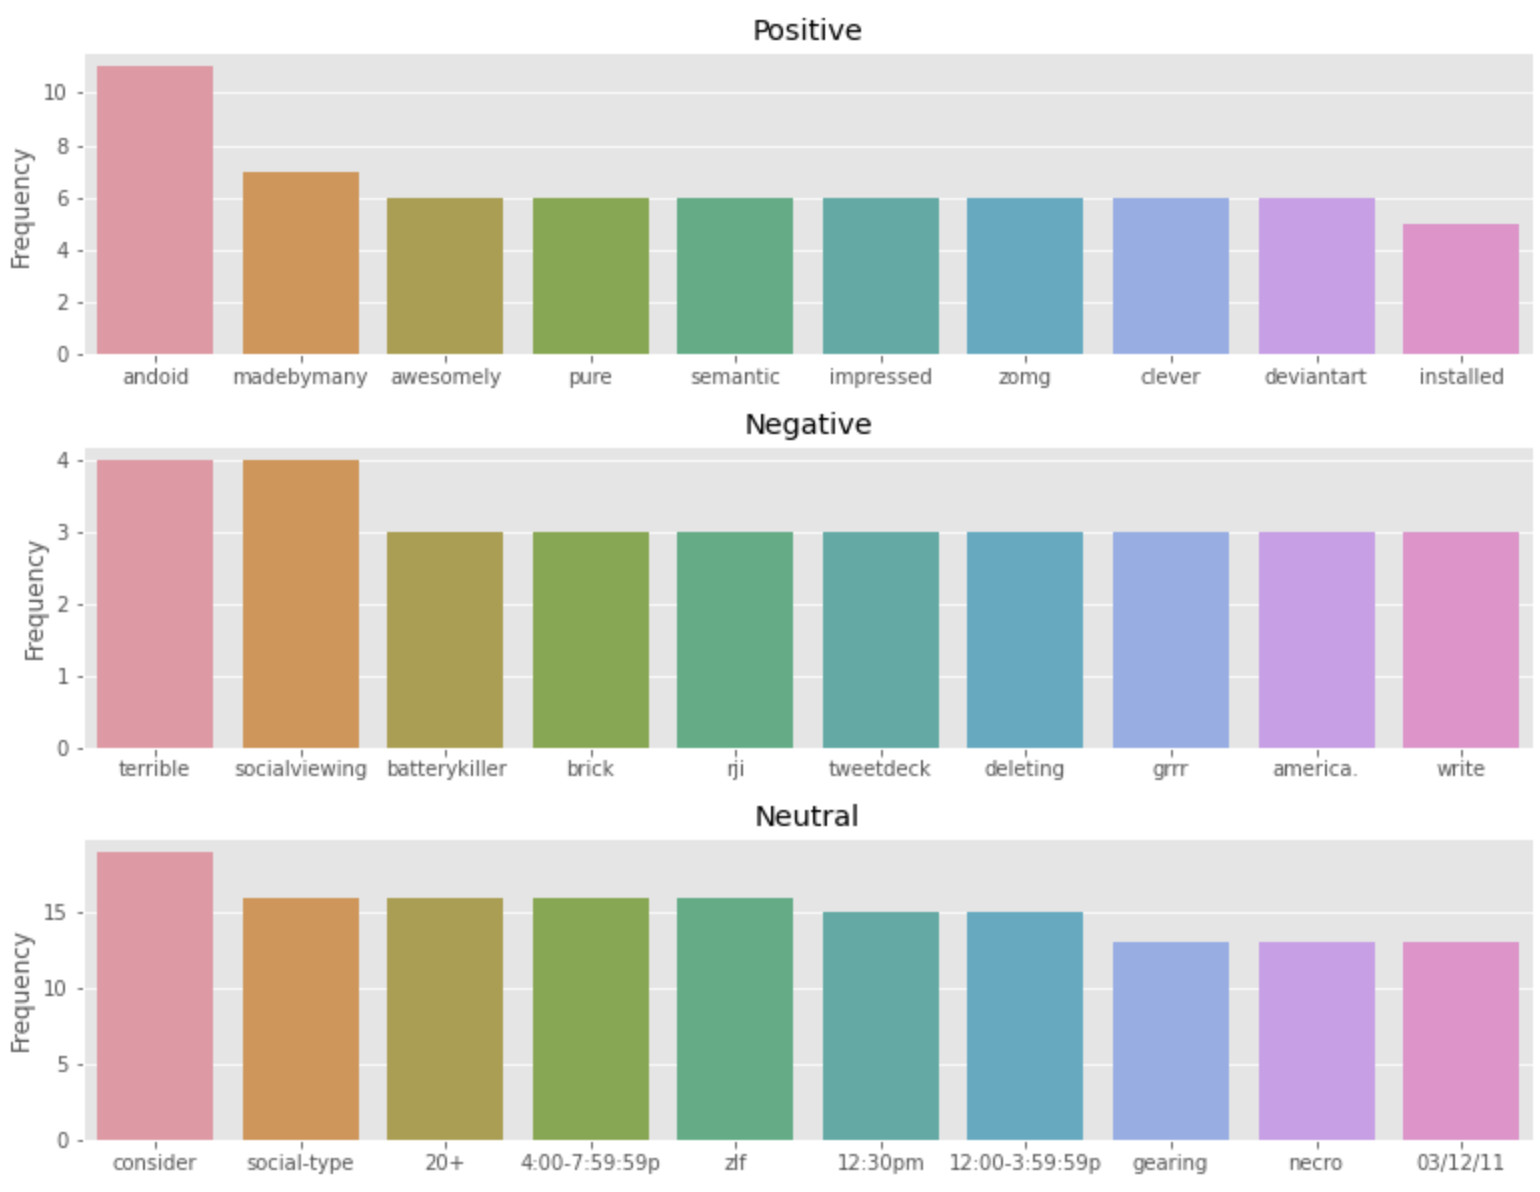 Positive
Frequency
10
8
6
4
2
0
andoid madebymany awesomely pure semantic impressed zomg clever deviantart installed
Negative
Frequency
4
3
2
1
0
terrible socialviewing batterykiller brick rji tweetdeck deleting grrr america. write
Neutral
Frequency
15
10
5
0
consider social-type 20+ 4:00-7:59:59p zlf 12:30pm 12:00-3:59:59p gearing necro 03/12/11